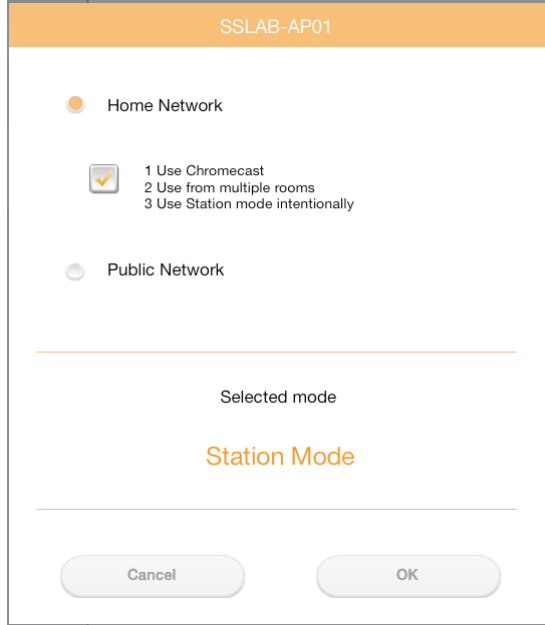 SSLAB-AP01
Home Network
1 Use Chromecast
2 Use from multiple rooms
3 Use Station mode intentionally
Public Network
Selected mode
Station Mode
Cancel
OK